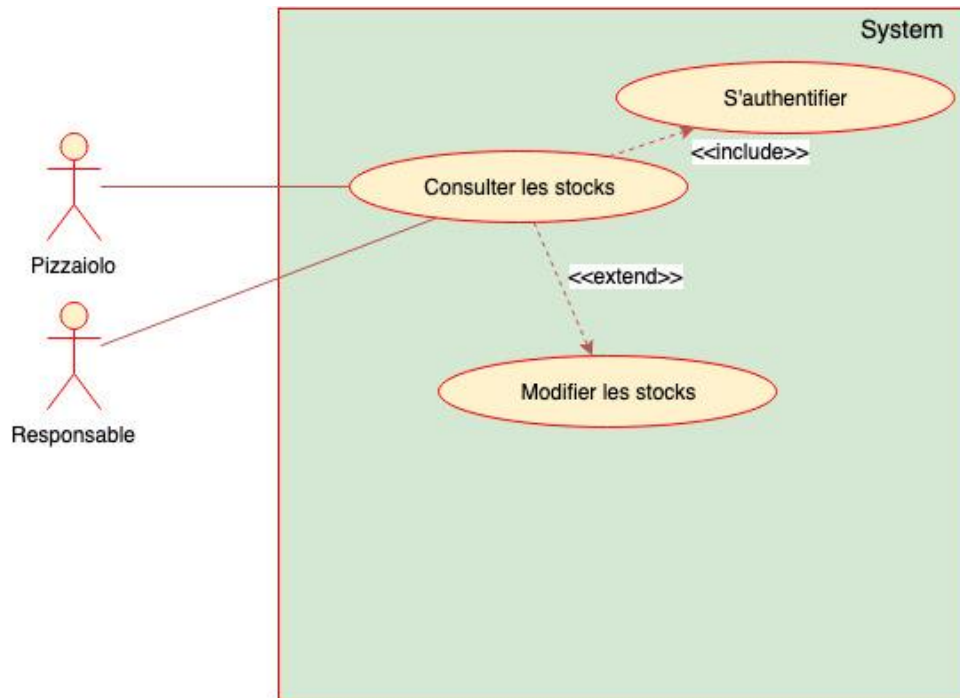 System
S'authentifier
<<include>>
Consulter les stocks
Pizzaiolo
<<extend>>
Modifier les stocks
Responsable